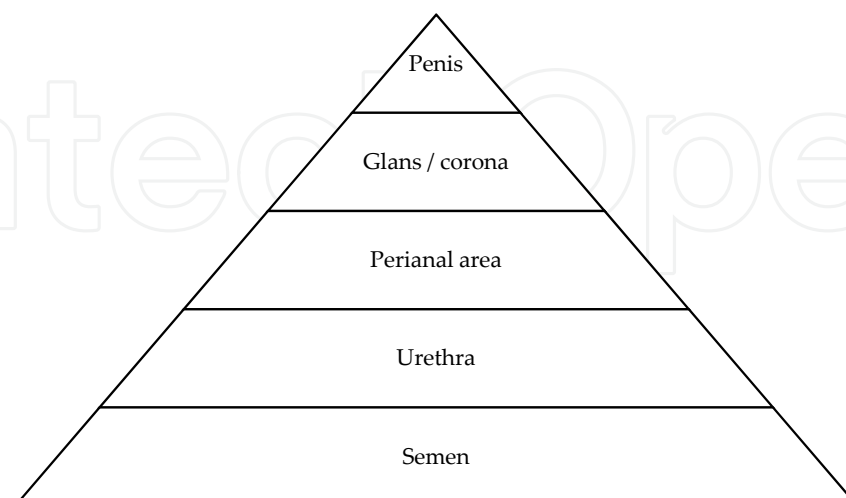 Penis
Glans / corona
Perianal area
Urethra
Semen